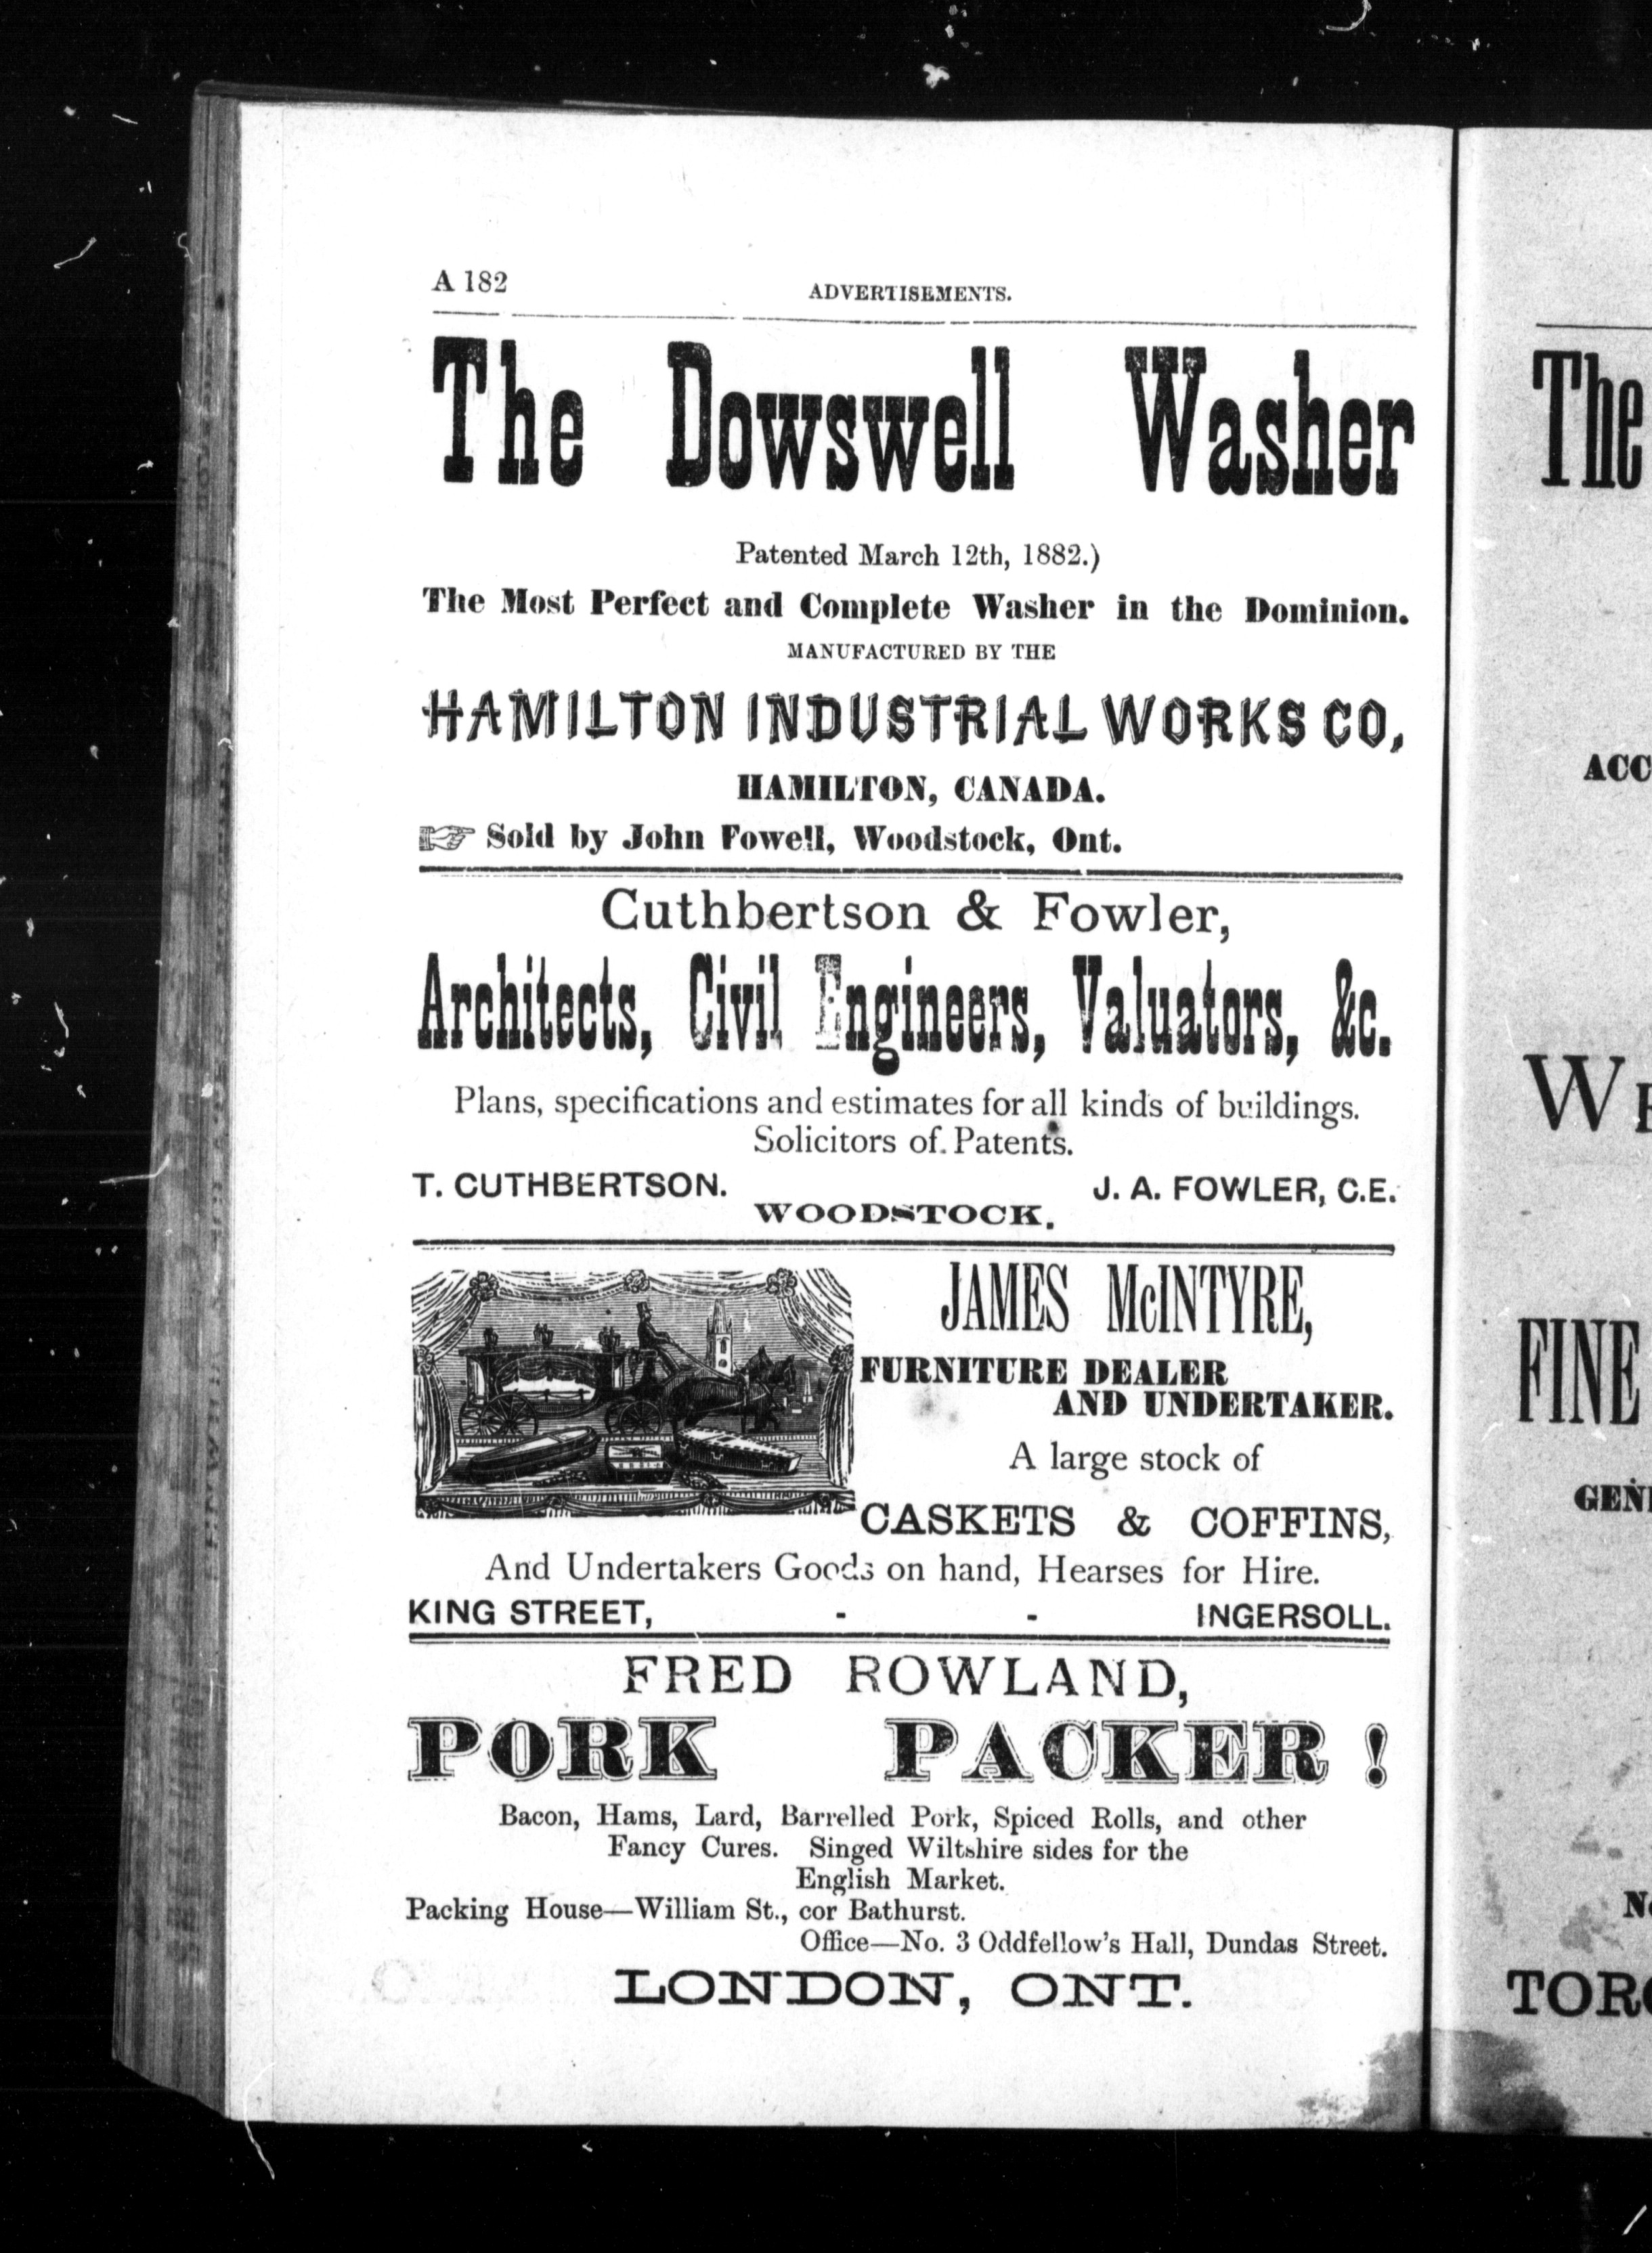 A 182
ADVERTISEMENTS.
The Dowswell Washer
Patented March 12th, 1882.)
The Most Perfect and Complete Washer in the Dominion.
MANUFACTURED BY THE
HAMILTON INDUSTRIAL WORKS CO,
HAMILTON, CANADA.
☞ Sold by John Fowell, Woodstock, Ont.
Cuthbertson & Fowler,
Architects, Civil Engineers, Valuators, &c.
Plans, specifications and estimates for all kinds of buildings.
Solicitors of. Patents.
T. CUTHBERTSON. J. A. FOWLER, C.E.
WOODSTOCK.
JAMES McINTYRE,
FURNITURE DEALER
AND UNDERTAKER.
A large stock of
CASKETS & COFFINS,
And Undertakers Goods on hand, Hearses for Hire.
KING STREET, - - INGERSOLL.
FRED ROWLAND,
PORK PACKER !
Bacon, Hams, Lard, Barrelled Pork, Spiced Rolls, and other
Fancy Cures. Singed Wiltshire sides for the
English Market.
Packing House—William St., cor Bathurst.
Office—No. 3 Oddfellow's Hall, Dundas Street.
LONDON, ONT.
The
ACC
FINE